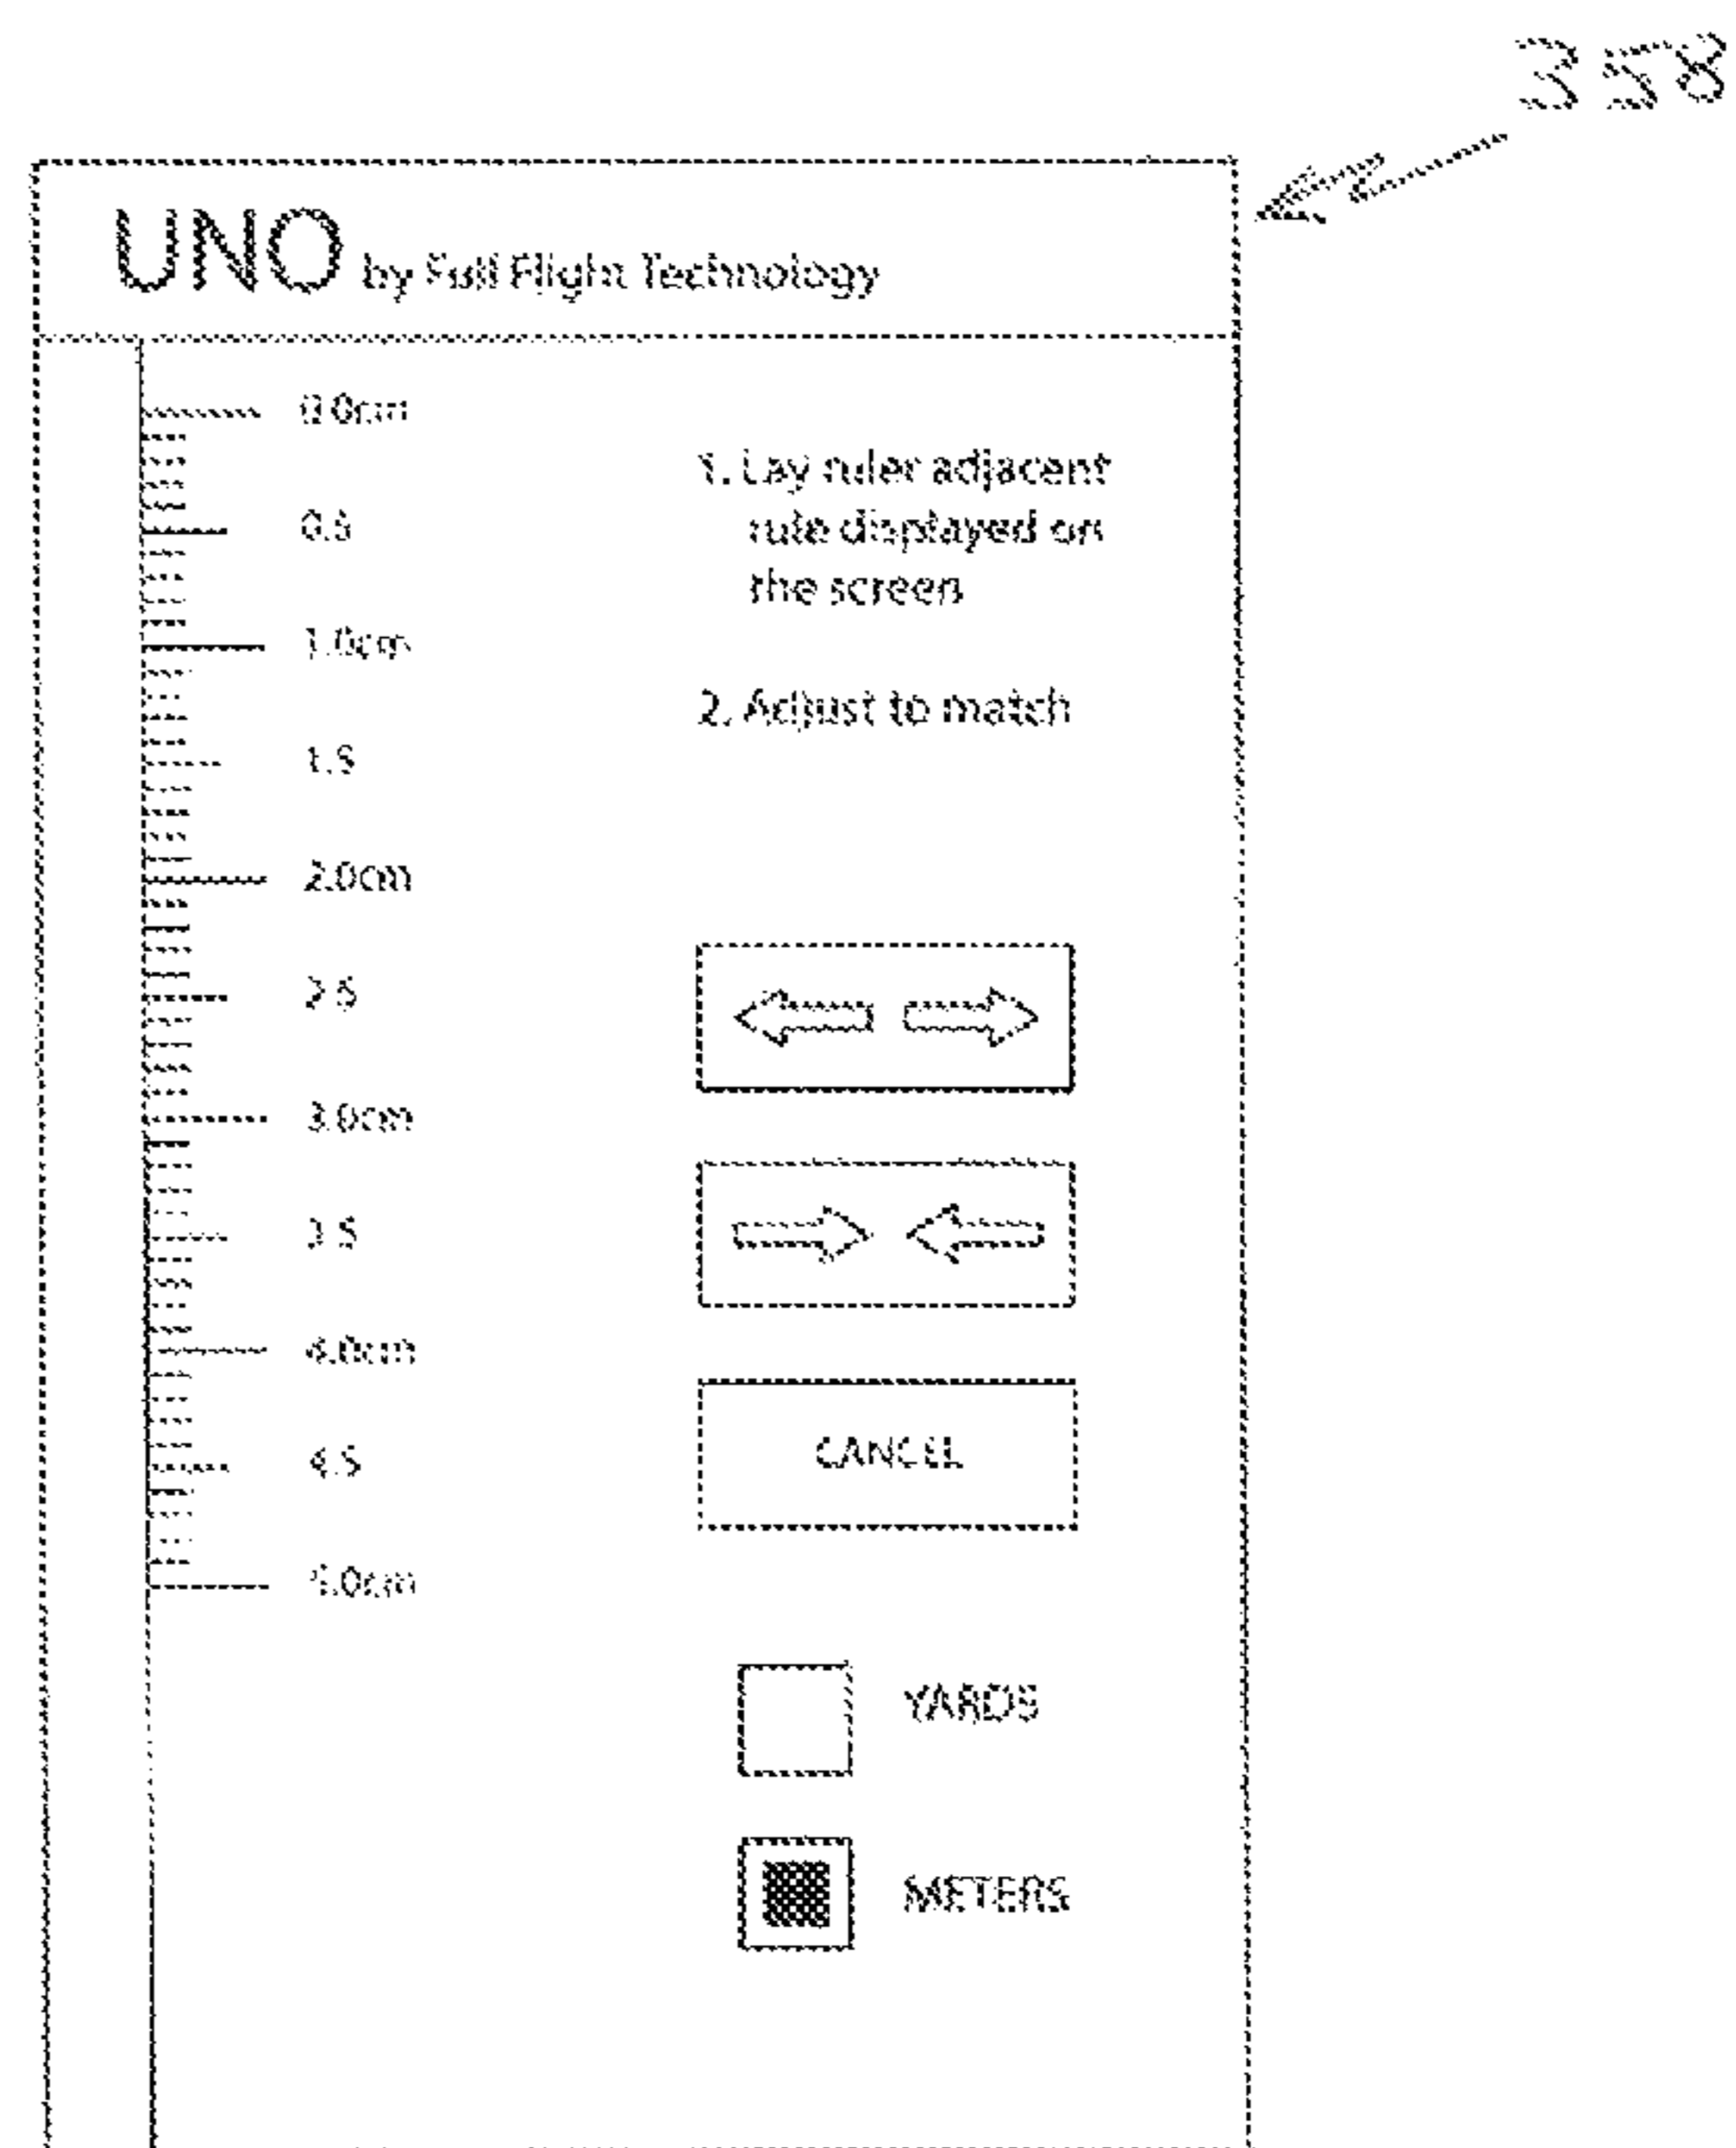 358
UNO by Full Flight Technology
0.0cm
0.5
1.0cm
1.5
2.0cm
2.5
3.0cm
3.5
4.0cm
4.5
5.0cm
1. Lay ruler adjacent
rule displayed on
the screen
2. Adjust to match
CANCEL
YARDS
METERS